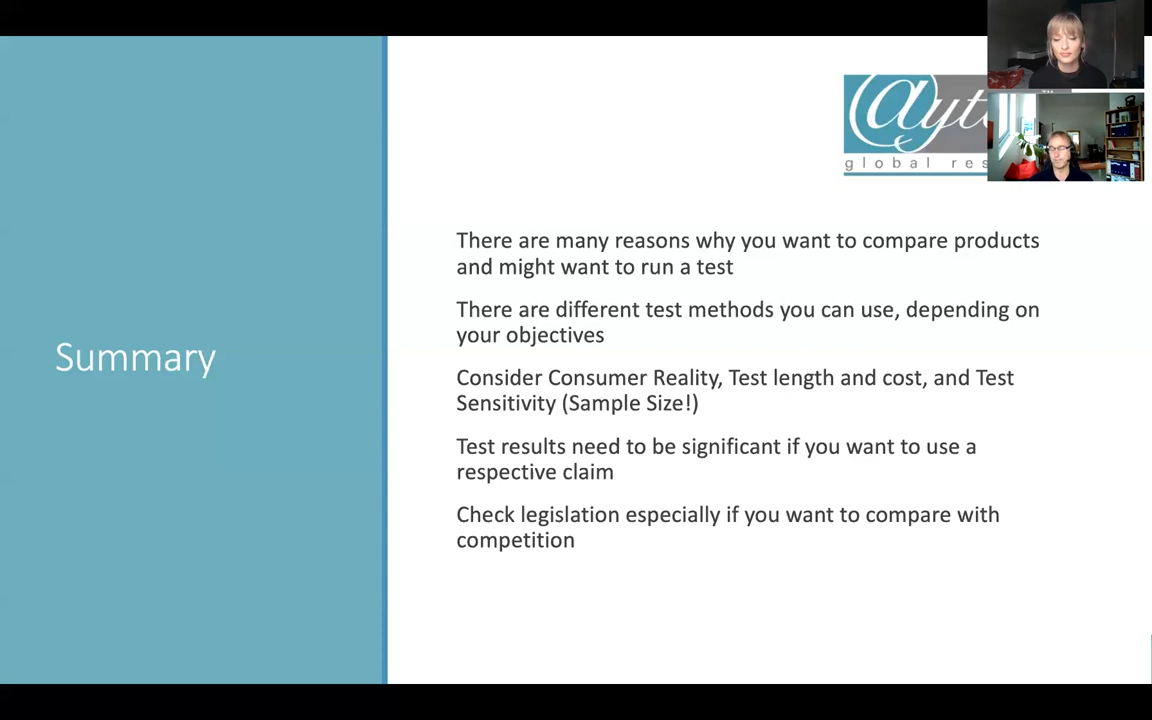 global
Summary
There are many reasons why you want to compare products
and might want to run a test
There are different test methods you can use, depending on
your objectives
Consider Consumer Reality, Test length and cost, and Test
Sensitivity (Sample Size!)
Test results need to be significant if you want to use a
respective claim
Check legislation especially if you want to compare with
competition